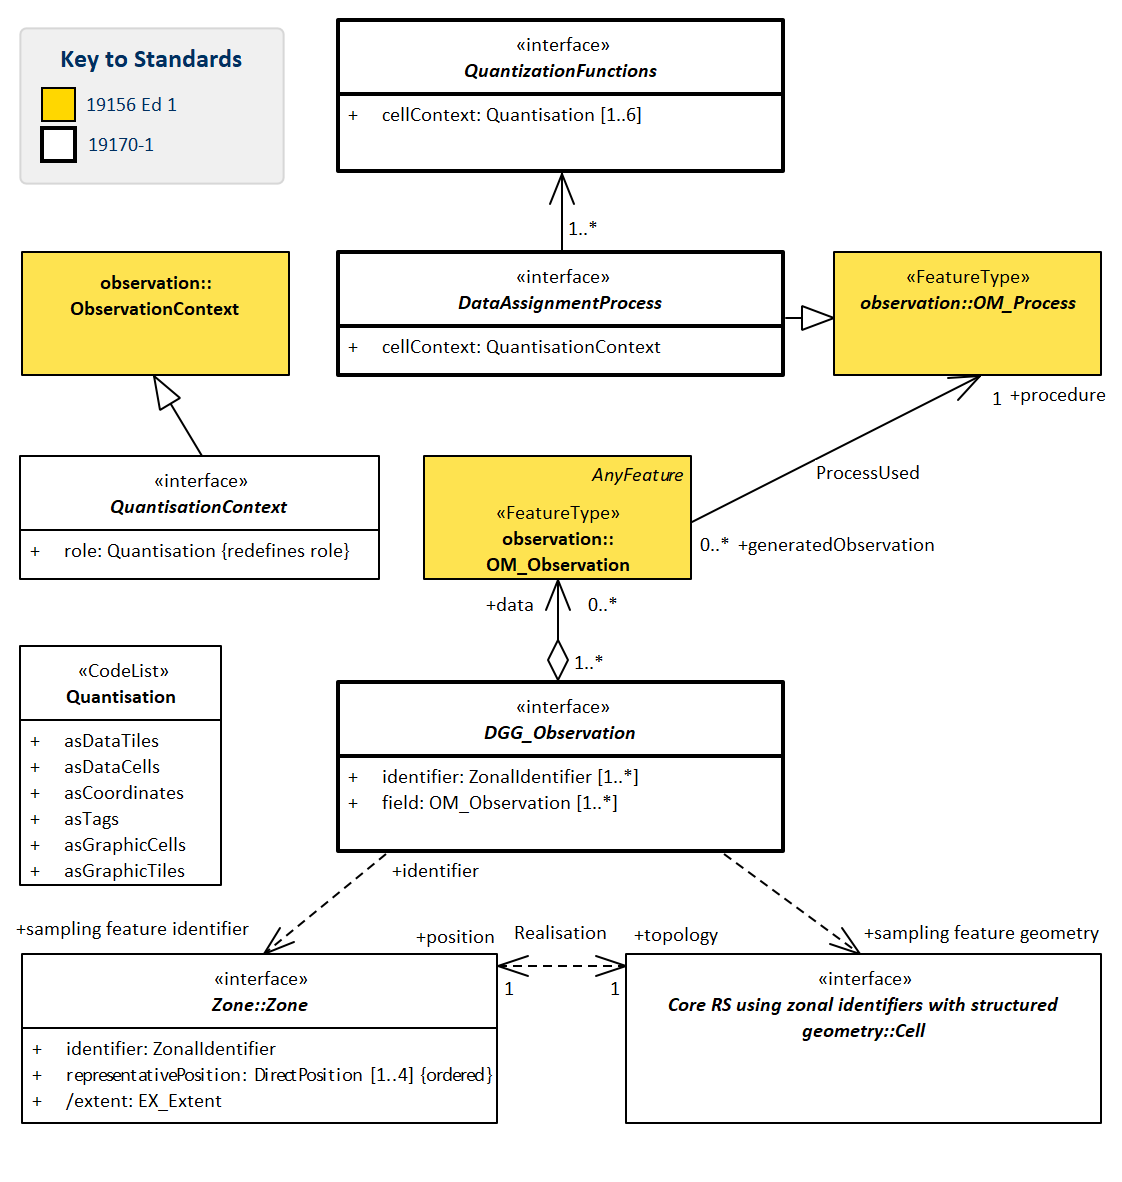 Key to Standards
19156 Ed 1
19170-1
«interface»
QuantizationFunctions
+ cellContext: Quantisation [1..6]
1..*
observation::
ObservationContext
«interface»
DataAssignmentProcess
+ cellContext: QuantisationContext
«FeatureType»
observation::OM_Process
1 +procedure
ProcessUsed
«interface»
QuantisationContext
+ role: Quantisation {redefines role}
AnyFeature
«FeatureType»
observation::
OM_Observation
0..* +generatedObservation
+data 0..*
1..*
«CodeList»
Quantisation
+ asDataTiles
+ asDataCells
+ asCoordinates
+ asTags
+ asGraphicCells
+ asGraphicTiles
«interface»
DGG_Observation
+ identifier: ZonalIdentifier [1..*]
+ field: OM_Observation [1..*]
+identifier
+sampling feature identifier
+position Realisation +topology
+sampling feature geometry
1 1
«interface»
Zone::Zone
+ identifier: ZonalIdentifier
+ representativePosition: DirectPosition [1..4] {ordered}
+ /extent: EX_Extent
«interface»
Core RS using zonal identifiers with structured
geometry::Cell